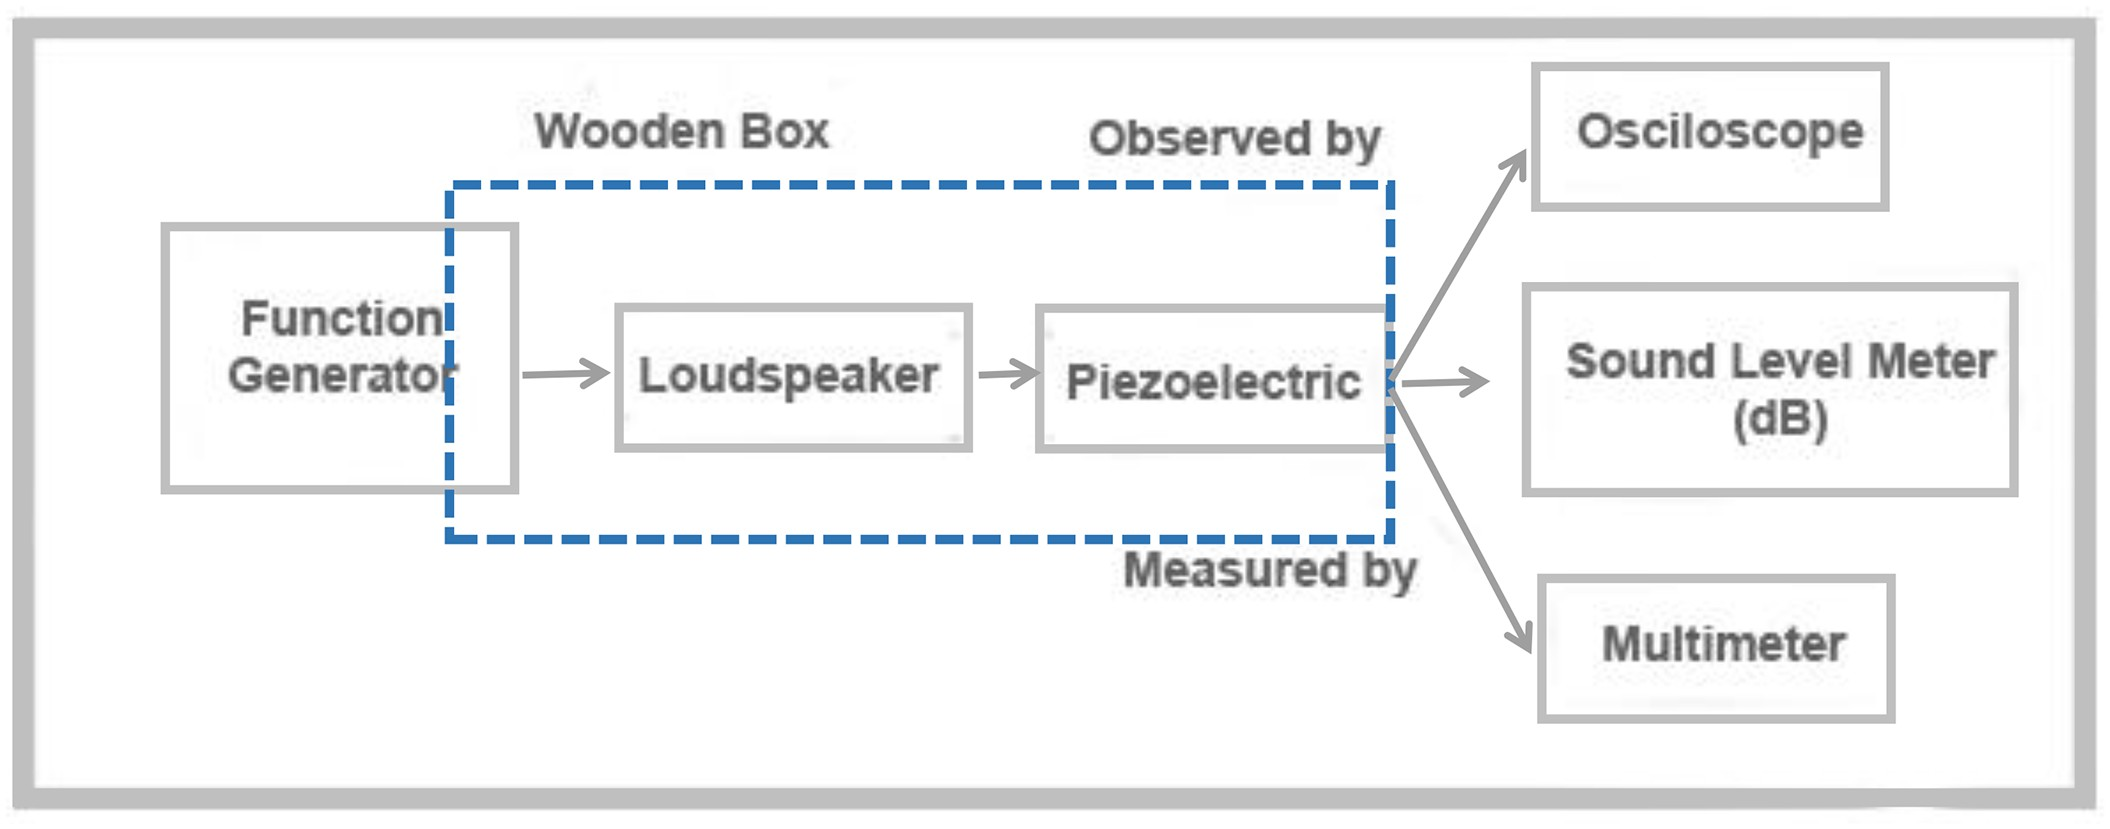 Wooden Box
Observed by
Osciloscope
Function
Generator
Loudspeaker
Piezoelectric
Sound Level Meter
(dB)
Measured by
Multimeter